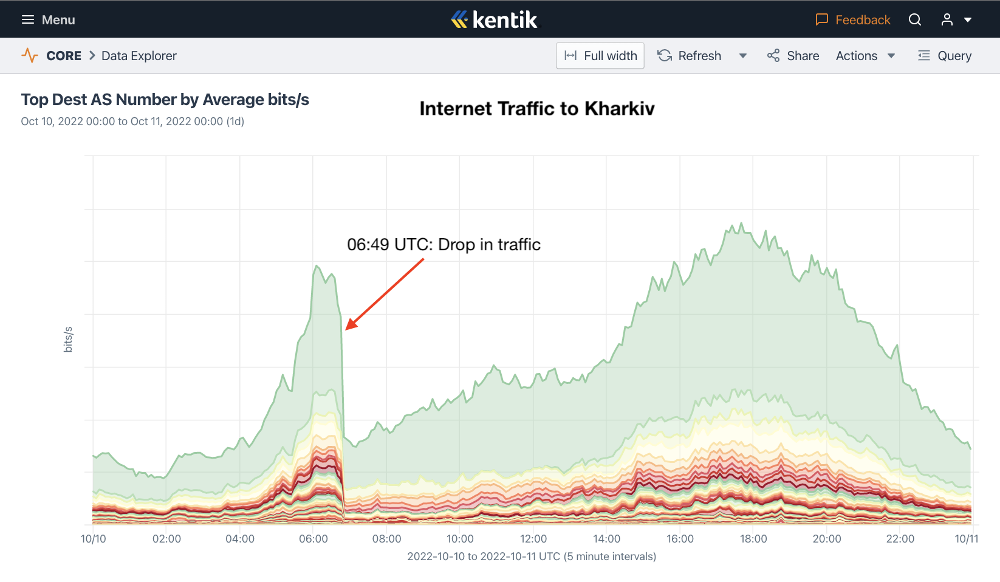 Menu
kentik
Feedback
CORE > Data Explorer
Full width
Refresh
Share
Actions
Query
Top Dest AS Number by Average bits/s
Oct 10, 2022 00:00 to Oct 11, 2022 00:00 (1d)
Internet Traffic to Kharkiv
06:49 UTC: Drop in traffic
bits/s
10/10 02:00 04:00 06:00 08:00 10:00 12:00 14:00 16:00 18:00 20:00 22:00 10/11
2022-10-10 to 2022-10-11 UTC (5 minute intervals)